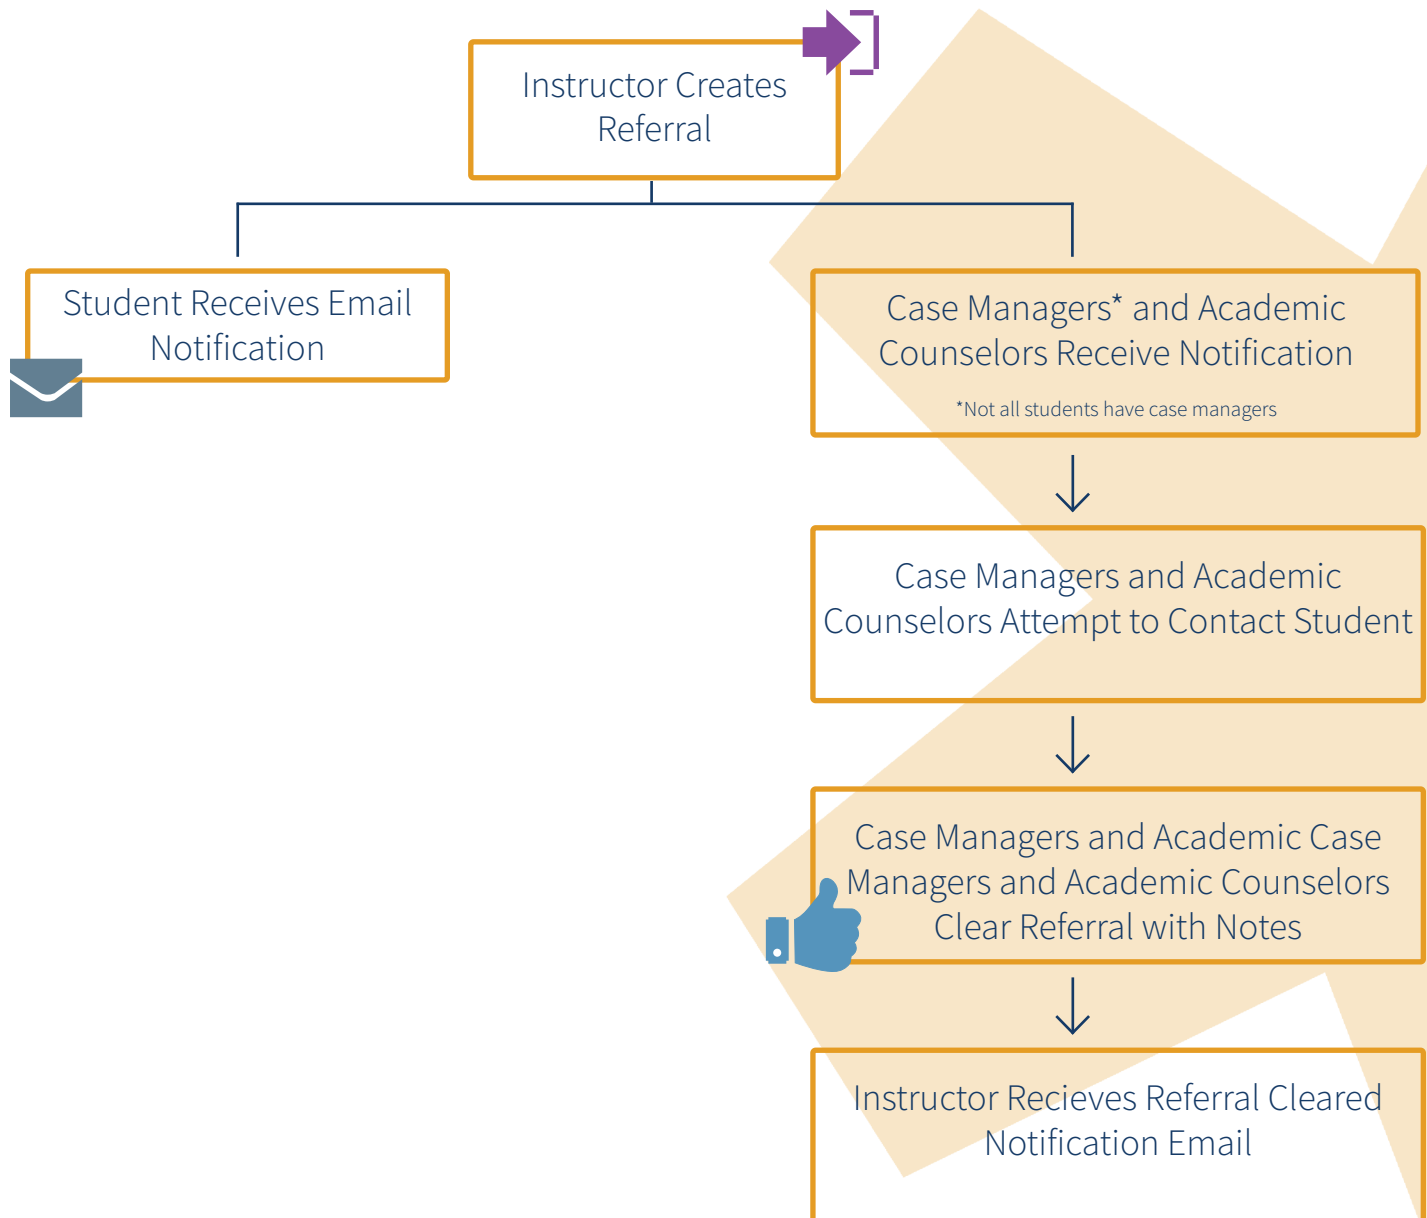 Instructor Creates
Referral
Student Receives Email
Notification
Case Managers* and Academic
Counselors Receive Notification
*Not all students have case managers
Case Managers and Academic
Counselors Attempt to Contact Student
Case Managers and Academic Case
Managers and Academic Counselors
Clear Referral with Notes
Instructor Recieves Referral Cleared
Notification Email